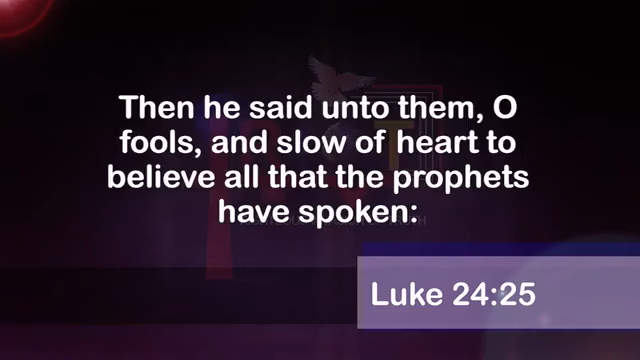 Then he said unto them, O
fools, and slow of heart to
believe all that the prophets
have spoken:
Luke 24:25